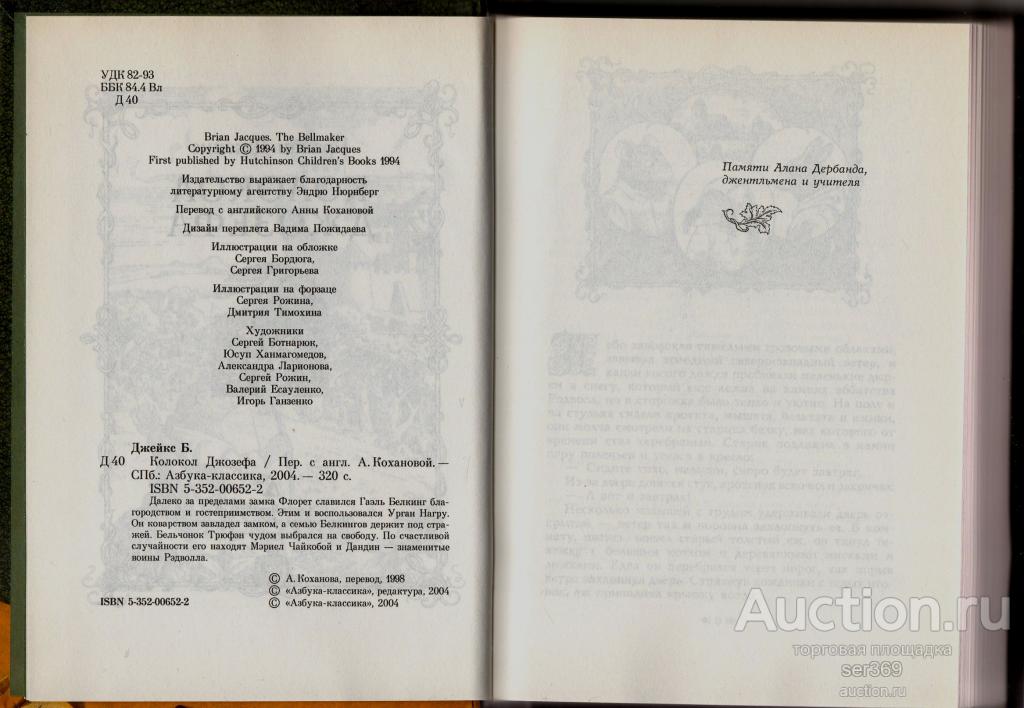 УДК 82-93
ББК 84.4 Вл
Д 40
Brian Jacques. The Bellmaker
Copyright © 1994 by Brian Jacques
First published by Hutchinson Children's Books 1994
Издательство выражает благодарность
литературному агентству Эндрю Нюрнберг
Перевод с английского Анны Кохановой
Дизайн переплета Вадима Пожидаева
Иллюстрации на обложке
Сергея Бордюга,
Сергея Григорьева
Иллюстрации на форзаце
Сергея Рожина,
Дмитрия Тимохина
Художники
Сергей Ботнарюк,
Юсуп Ханмагомедов,
Александра Ларионова,
Сергей Рожин,
Валерий Есауленко,
Игорь Ганзенко
Джейкс Б.
Д 40 Колокол Джозефа / Пер. с англ. А. Кохановой. —
СПб.: Азбука-классика, 2004. — 320 с.
ISBN 5-352-00652-2
Далеко за пределами замка Флорет славился Гаэль Белкинг бла-
городством и гостеприимством. Этим и воспользовался Урган Нагру.
Он коварством завладел замком, а семью Белкингов держит под стра-
жей. Бельчонок Трюфэн чудом выбрался на свободу. По счастливой
случайности его находят Мэриел Чайкобой и Дандин — знаменитые
воины Рэдволла.
© А. Коханова, перевод, 1998
© «Азбука-классика», редактура, 2004
ISBN 5-352-00652-2 © «Азбука-классика», 2004
Памяти Алана Дербанда,
джентльмена и учителя
Auction.ru
торговая площадка
ser369
auction.ru